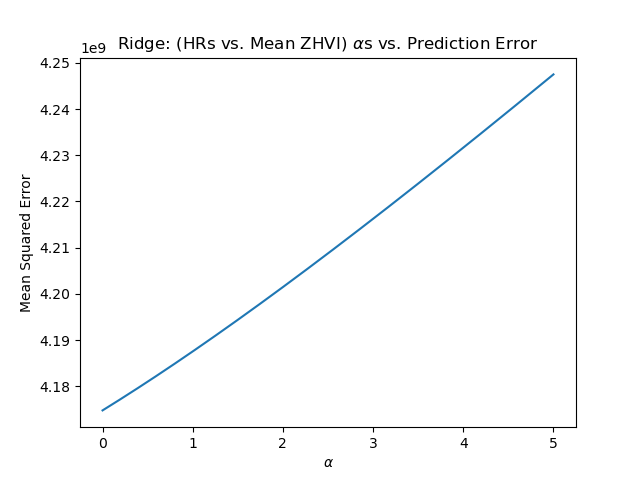 Ridge: (HRs vs. Mean ZHVI) αs vs. Prediction Error
1e9
4.25
4.24
4.23
4.22
4.21
4.20
4.19
4.18
Mean Squared Error
0 1 2 3 4 5
α